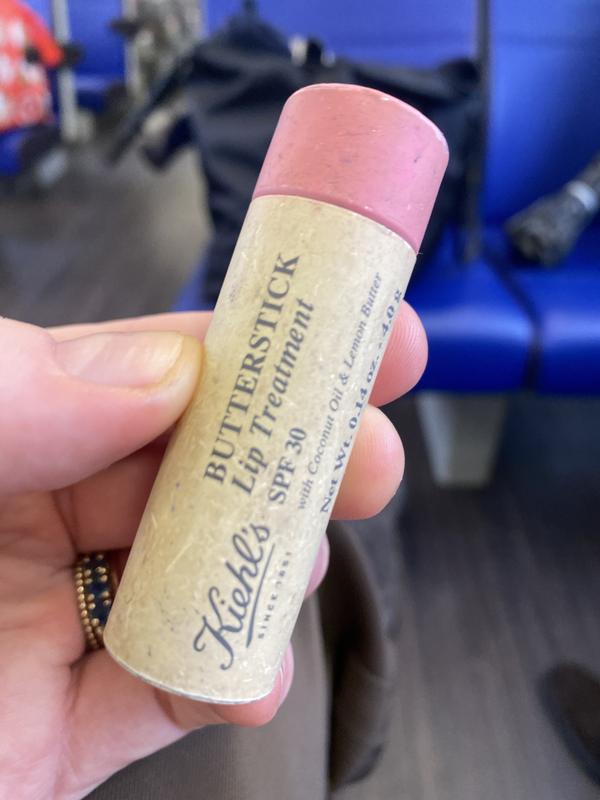 BUTTERSTICK
Lip Treatment
SPF 30
with Coconut Oil & Lemon Butter
Net Wt. 0.14 oz. - 4.0 g
Kiehl's
SINCE 1851